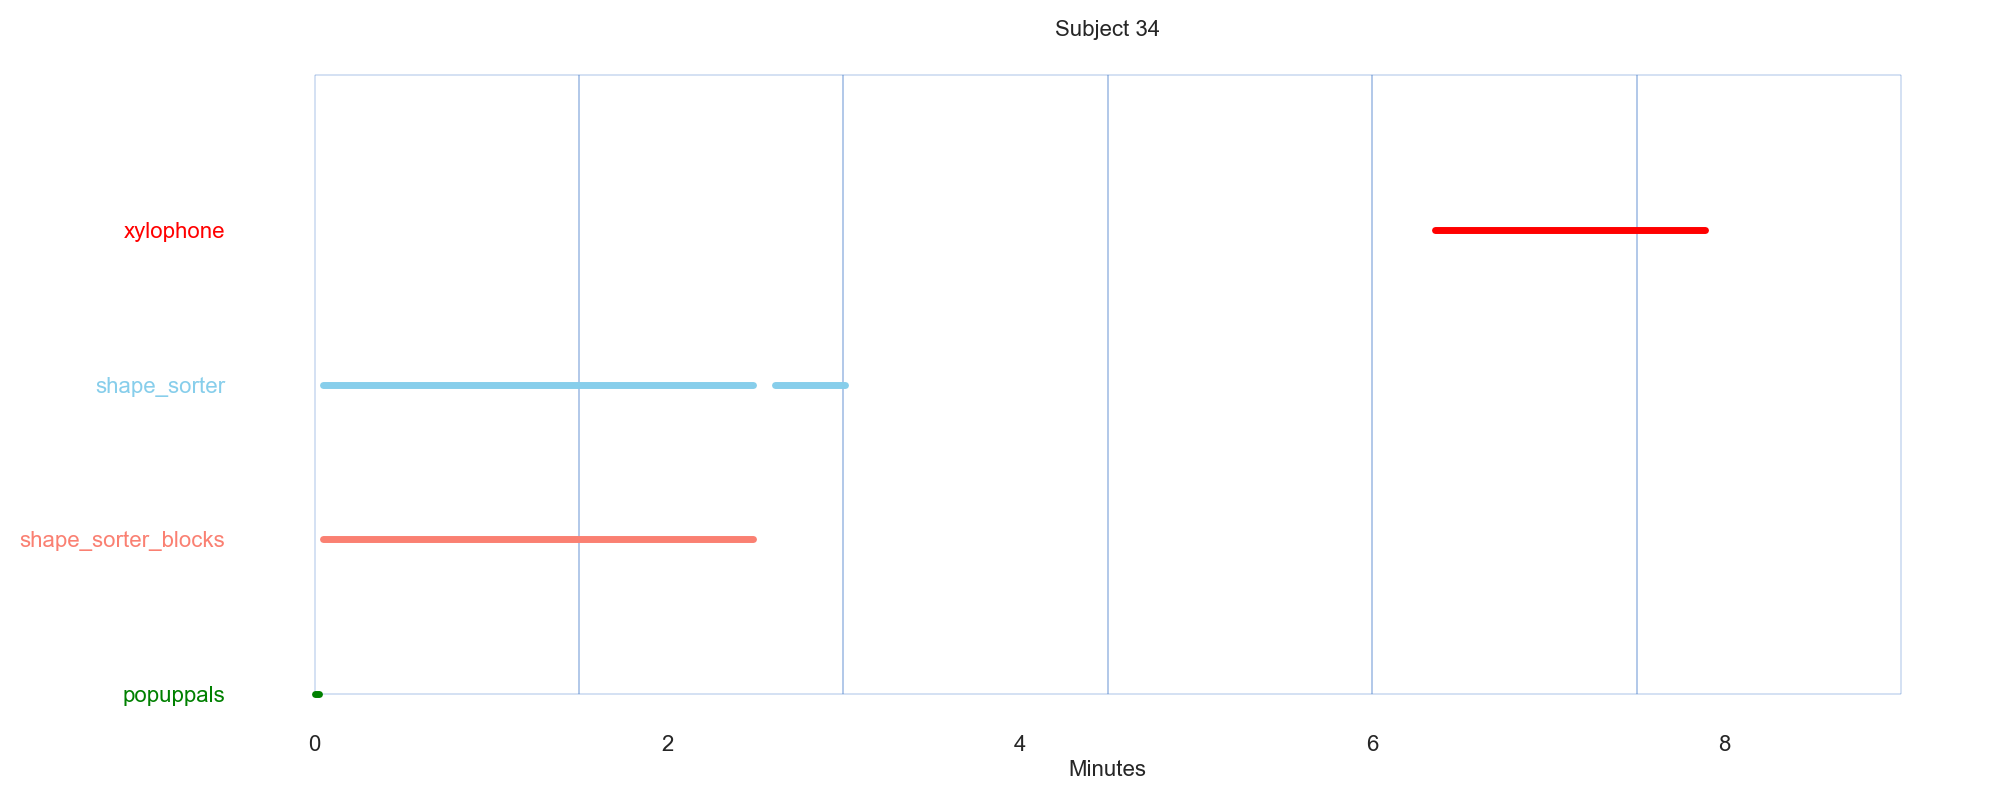 Subject 34
xylophone
shape_sorter
shape_sorter_blocks
popuppals
0 2 4 6 8
Minutes